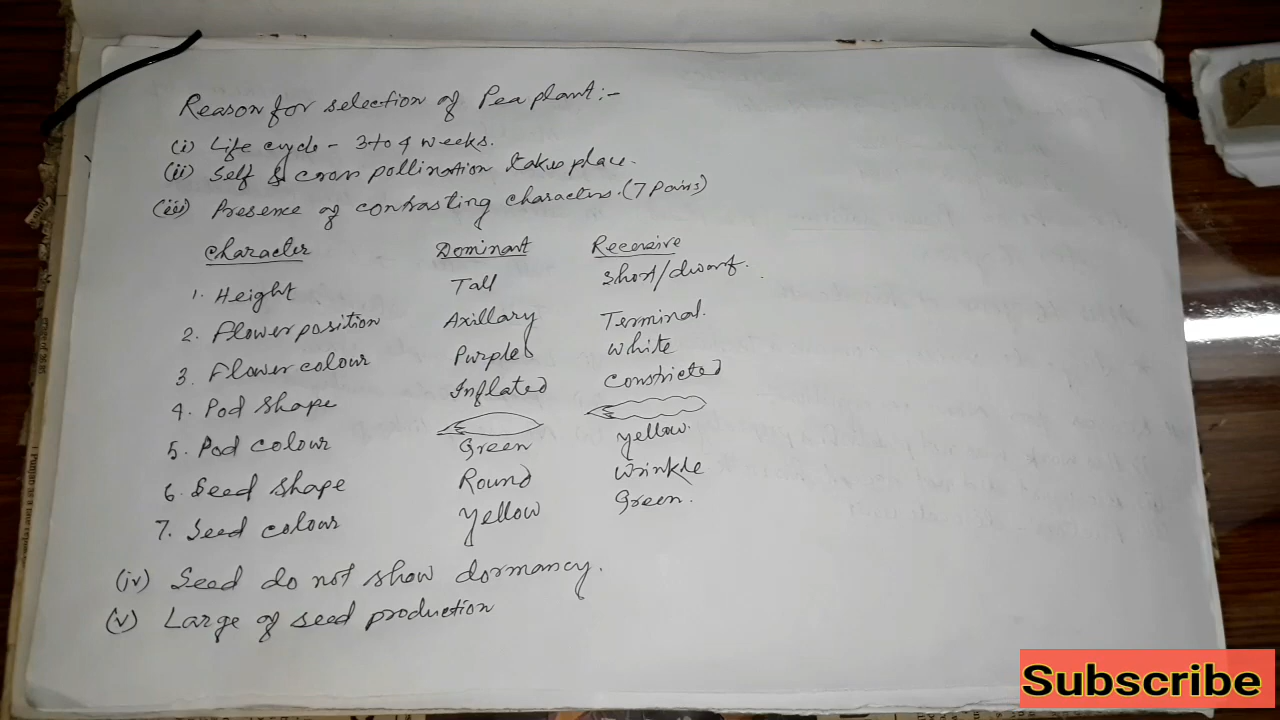 Reason for selection of Pea plant:-
(i) Life cycle - 3 to 4 weeks.
(ii) Self & cross pollination takes place.
(iii) Presence of contrasting characters. (7 pairs)
Character Dominant Recessive
1. Height Tall Short/dwarf.
2. Flower position Axillary Terminal.
3. Flower colour Purple White
4. Pod shape Inflated Constricted
5. Pod colour Green Yellow.
6. Seed shape Round Wrinkle
7. Seed colour Yellow Green.
(iv) Seed do not show dormancy.
(v) Large of seed production
Subscribe